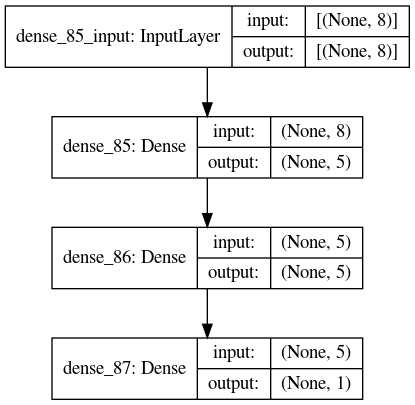 dense_85_input: InputLayer
input: [(None, 8)]
output: [(None, 8)]
dense_85: Dense
input: (None, 8)
output: (None, 5)
dense_86: Dense
input: (None, 5)
output: (None, 5)
dense_87: Dense
input: (None, 5)
output: (None, 1)